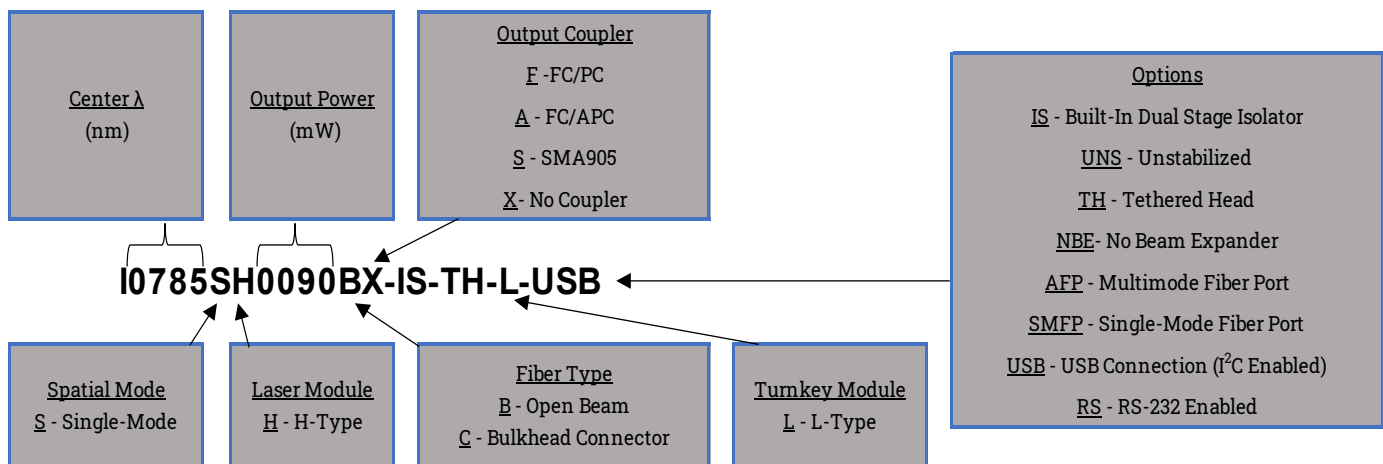 Center λ
(nm)
Output Power
(mW)
Output Coupler
F -FC/PC
A - FC/APC
S - SMA905
X- No Coupler
Options
IS - Built-In Dual Stage Isolator
UNS - Unstabilized
TH - Tethered Head
NBE- No Beam Expander
AFP - Multimode Fiber Port
SMFP - Single-Mode Fiber Port
USB - USB Connection (I²C Enabled)
RS - RS-232 Enabled
I0785SH0090BX-IS-TH-L-USB
Spatial Mode
S - Single-Mode
Laser Module
H - H-Type
Fiber Type
B - Open Beam
C - Bulkhead Connector
Turnkey Module
L - L-Type